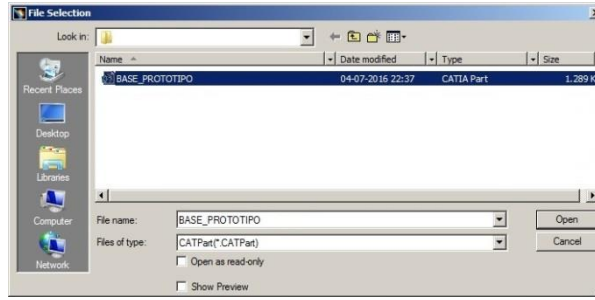 File Selection
Look in:
Name Date modified Type Size
BASE_PROTOTIPO 04-07-2016 22:37 CATIA Part 1.289 K
Recent Places
Desktop
Libraries
Computer
Network
File name: BASE_PROTOTIPO Open
Files of type: CATPart(*.CATPart) Cancel
Open as read-only
Show Preview